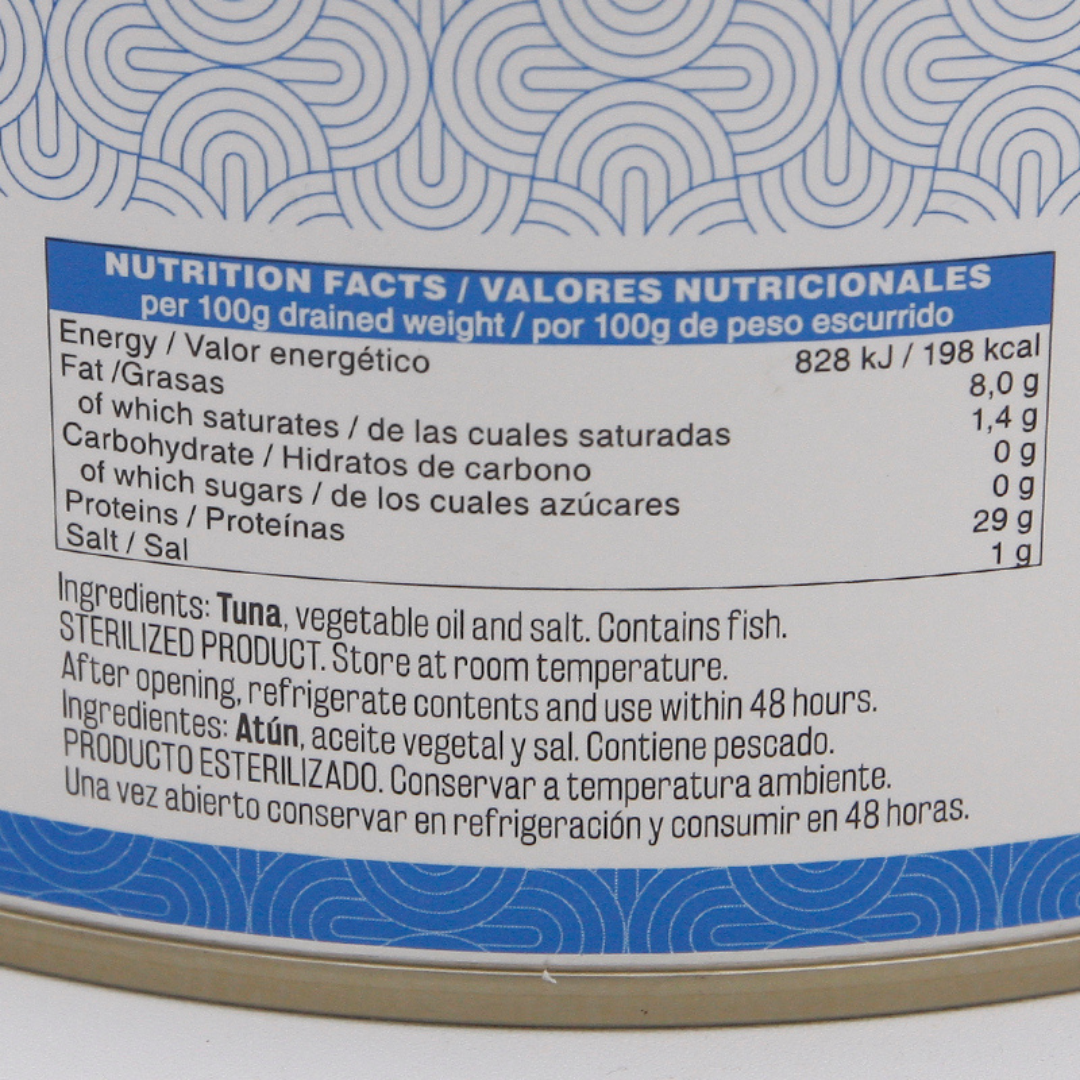 NUTRITION FACTS / VALORES NUTRICIONALES
per 100g drained weight / por 100g de peso escurrido
Energy / Valor energético 828 kJ / 198 kcal
Fat /Grasas 8,0 g
of which saturates / de las cuales saturadas 1,4 g
Carbohydrate / Hidratos de carbono 0 g
of which sugars / de los cuales azúcares 0 g
Proteins / Proteínas 29 g
Salt / Sal 1 g
Ingredients: Tuna, vegetable oil and salt. Contains fish.
STERILIZED PRODUCT. Store at room temperature.
After opening, refrigerate contents and use within 48 hours.
Ingredientes: Atún, aceite vegetal y sal. Contiene pescado.
PRODUCTO ESTERILIZADO. Conservar a temperatura ambiente.
Una vez abierto conservar en refrigeración y consumir en 48 horas.